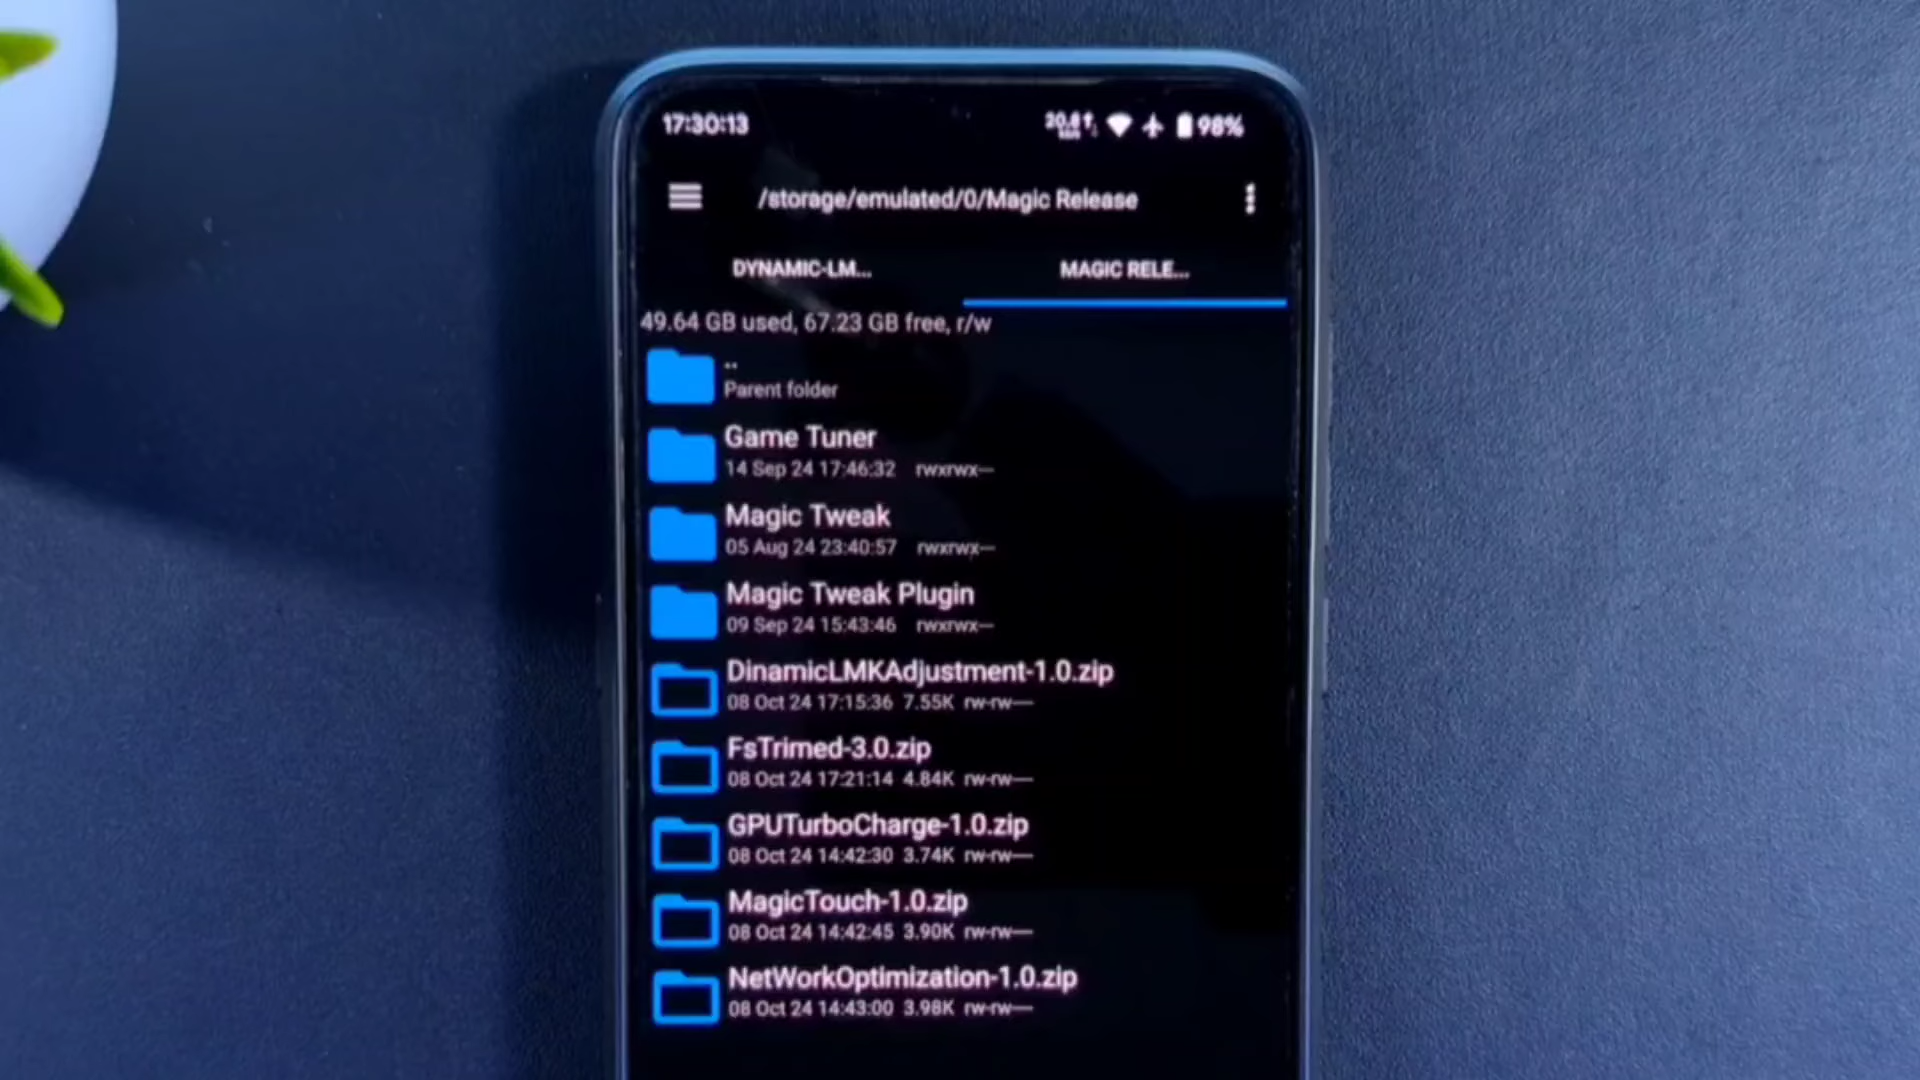 17:30:13
98%
/storage/emulated/0/Magic Release
DYNAMIC-LM...
MAGIC RELE...
49.64 GB used, 67.23 GB free, r/w
..
Parent folder
Game Tuner
14 Sep 24 17:46:32 rwxrwx—
Magic Tweak
05 Aug 24 23:40:57 rwxrwx—
Magic Tweak Plugin
09 Sep 24 15:43:46 rwxrwx—
DinamicLMKAdjustment-1.0.zip
08 Oct 24 17:15:36 7.55K rw-rw—
FsTrimed-3.0.zip
08 Oct 24 17:21:14 4.84K rw-rw—
GPUTurboCharge-1.0.zip
08 Oct 24 14:42:30 3.74K rw-rw—
MagicTouch-1.0.zip
08 Oct 24 14:42:45 3.90K rw-rw—
NetWorkOptimization-1.0.zip
08 Oct 24 14:43:00 3.98K rw-rw—